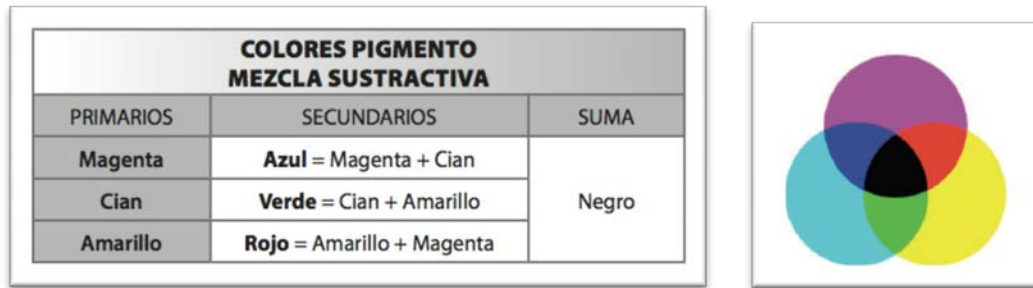 COLORES PIGMENTO
MEZCLA SUSTRACTIVA
PRIMARIOS SECUNDARIOS SUMA
Magenta Azul = Magenta + Cian
Cian Verde = Cian + Amarillo Negro
Amarillo Rojo = Amarillo + Magenta